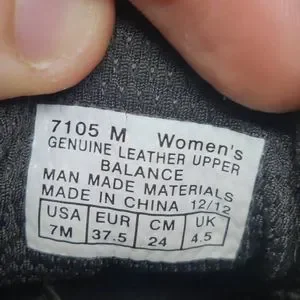 7105 M Women's
GENUINE LEATHER UPPER
BALANCE
MAN MADE MATERIALS
MADE IN CHINA 12/12
USA EUR CM UK
7M 37.5 24 4.5